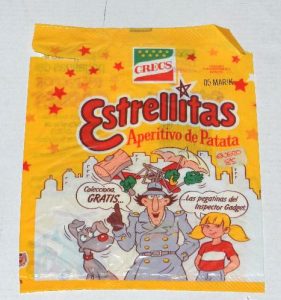 CRECS
Estrellitas
Aperitivo de Patata
Colecciona
GRATIS...
...Las pegatinas del
Inspector Gadget.